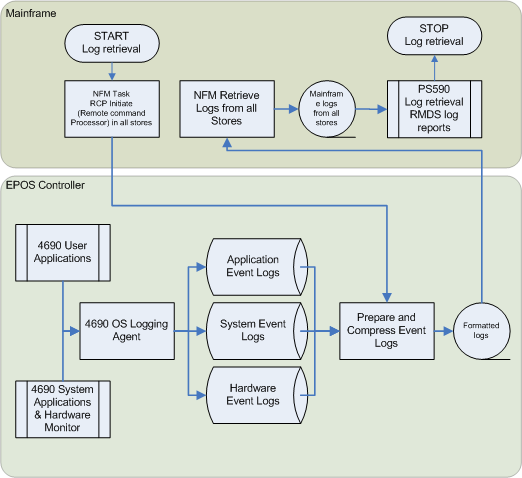 Mainframe
START
Log retrieval
STOP
Log retrieval
NFM Task
RCP Initiate
(Remote command
Processor) in all
stores
NFM Retrieve
Logs from all
Stores
Mainfram
e logs
from all
stores
PS590
Log retrieval
RMDS log
reports
EPOS Controller
4690 User
Applications
4690 OS Logging
Agent
4690 System
Applications
& Hardware
Monitor
Application
Event Logs
System Event
Logs
Hardware
Event Logs
Prepare and
Compress Event
Logs
Formatted
logs